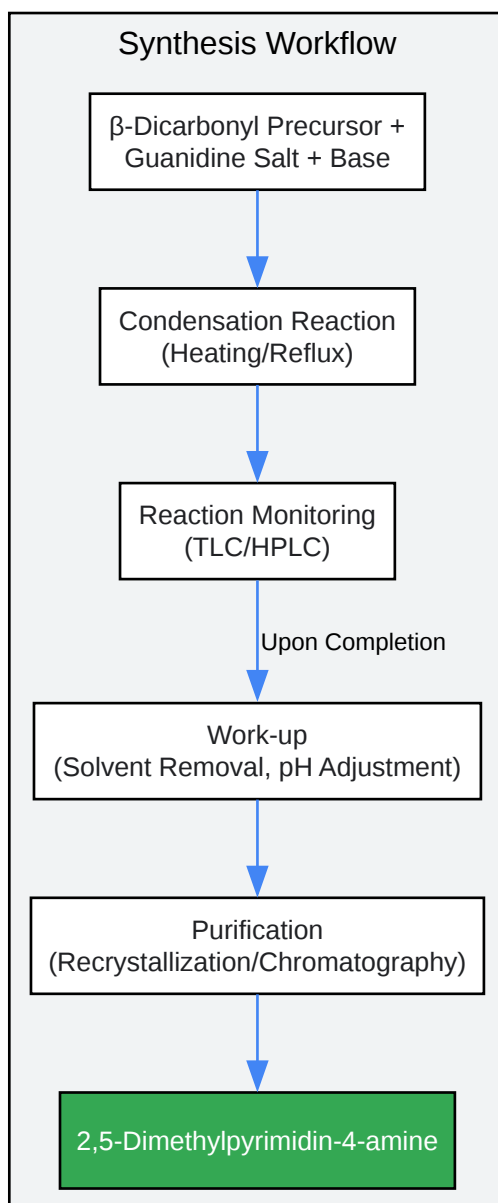 Synthesis Workflow
β-Dicarbonyl Precursor +
Guanidine Salt + Base
Condensation Reaction
(Heating/Reflux)
Reaction Monitoring
(TLC/HPLC)
Upon Completion
Work-up
(Solvent Removal, pH Adjustment)
Purification
(Recrystallization/Chromatography)
2,5-Dimethylpyrimidin-4-amine